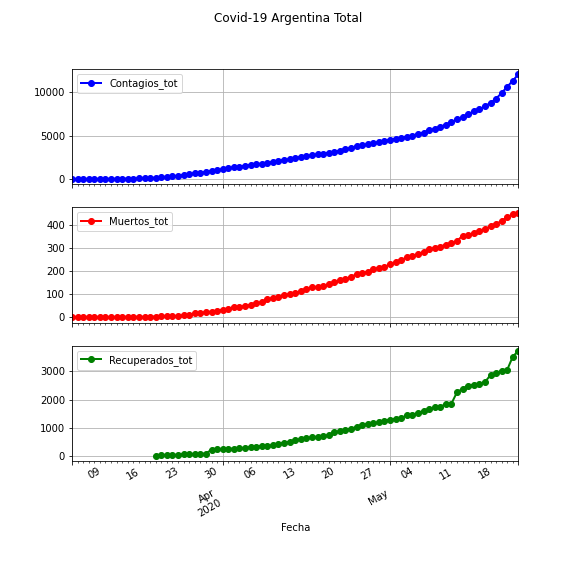 Covid-19 Argentina Total
Contagios_tot
10000
5000
0
Muertos_tot
400
300
200
100
0
Recuperados_tot
3000
2000
1000
0
09 16 23 30 06 13 20 27 04 11 18
Apr May
2020
Fecha